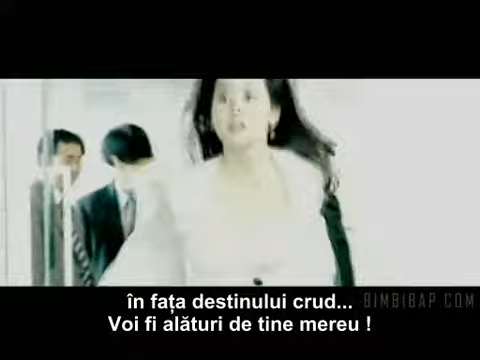 BIMBIBAP.COM
în fața destinului crud...
Voi fi alături de tine mereu !